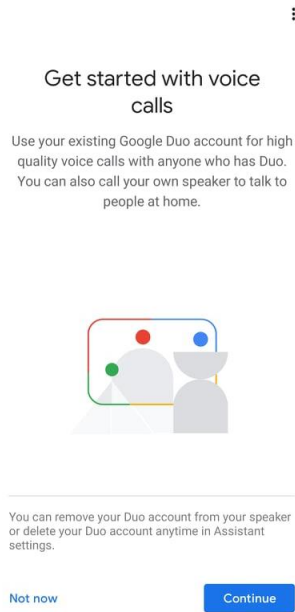 Get started with voice
calls
Use your existing Google Duo account for high
quality voice calls with anyone who has Duo.
You can also call your own speaker to talk to
people at home.
You can remove your Duo account from your speaker
or delete your Duo account anytime in Assistant
settings.
Not now
Continue